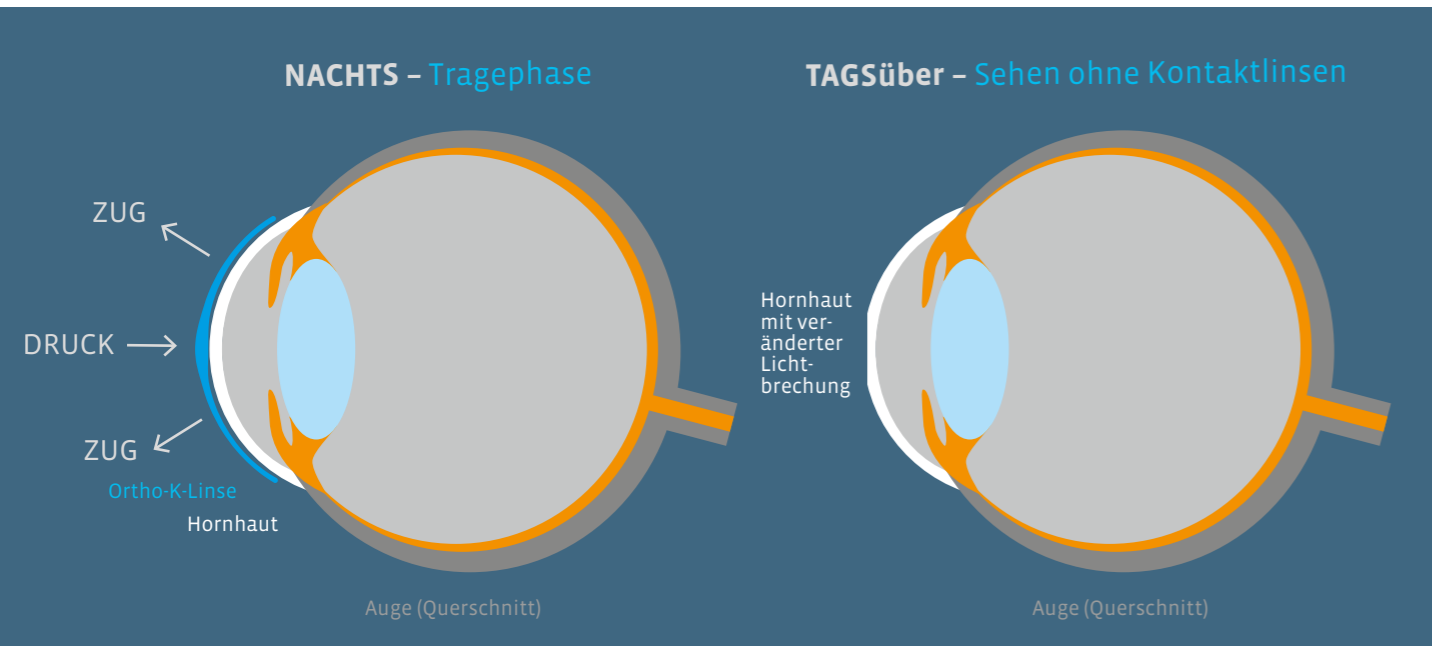 NACHTS – Tragephase
ZUG
DRUCK
ZUG
Ortho-K-Linse
Hornhaut
Auge (Querschnitt)
TAGSüber – Sehen ohne Kontaktlinsen
Hornhaut
mit ver-
änderter
Licht-
brechung
Auge (Querschnitt)